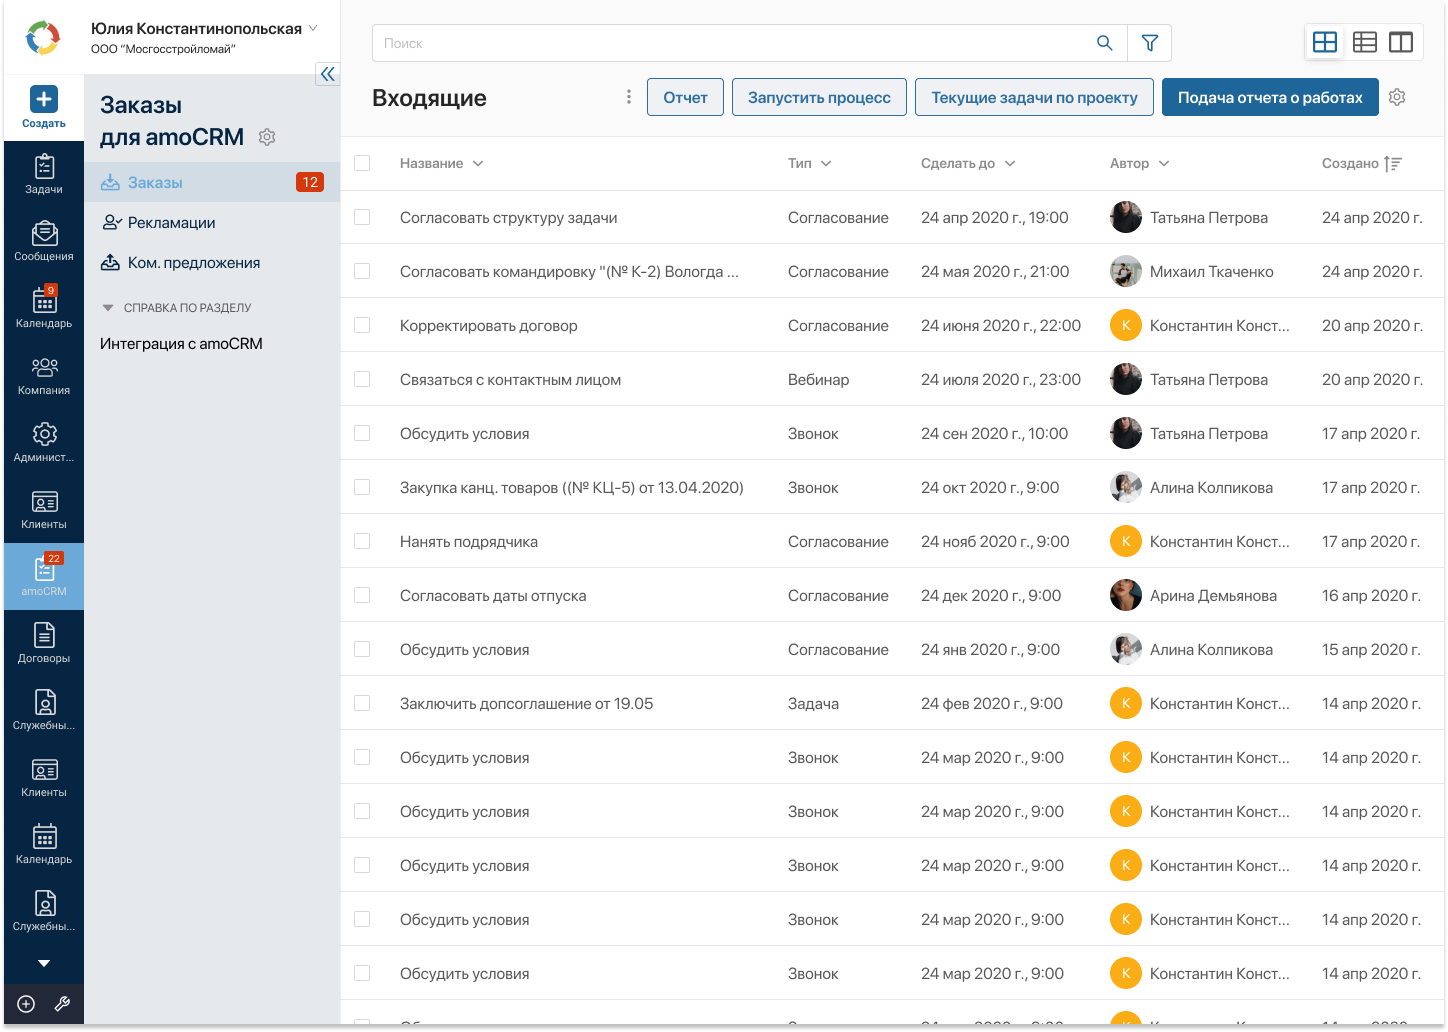 Юлия Константинопольская
ООО “Мосгосстройломай”
Создать
Задачи
Сообщения
9
Календарь
Компания
Админист...
Клиенты
22
amoCRM
Договоры
Служебны...
Клиенты
Календарь
Служебны...
Заказы
для amoCRM
Заказы 12
Рекламации
Ком. предложения
СПРАВКА ПО РАЗДЕЛУ
Интеграция с amoCRM
Поиск
Входящие Отчет Запустить процесс Текущие задачи по проекту Подача отчета о работах
Название Тип Сделать до Автор Создано
Согласовать структуру задачи Согласование 24 апр 2020 г., 19:00 Татьяна Петрова 24 апр 2020 г.
Согласовать командировку "(№ К-2) Вологда ... Согласование 24 мая 2020 г., 21:00 Михаил Ткаченко 24 апр 2020 г.
Корректировать договор Согласование 24 июня 2020 г., 22:00 К Константин Конст... 20 апр 2020 г.
Связаться с контактным лицом Вебинар 24 июля 2020 г., 23:00 Татьяна Петрова 20 апр 2020 г.
Обсудить условия Звонок 24 сен 2020 г., 10:00 Татьяна Петрова 17 апр 2020 г.
Закупка канц. товаров ((№ КЦ-5) от 13.04.2020) Звонок 24 окт 2020 г., 9:00 Алина Колпикова 17 апр 2020 г.
Нанять подрядчика Согласование 24 нояб 2020 г., 9:00 К Константин Конст... 17 апр 2020 г.
Согласовать даты отпуска Согласование 24 дек 2020 г., 9:00 Арина Демьянова 16 апр 2020 г.
Обсудить условия Согласование 24 янв 2020 г., 9:00 Алина Колпикова 15 апр 2020 г.
Заключить допсоглашение от 19.05 Задача 24 фев 2020 г., 9:00 К Константин Конст... 14 апр 2020 г.
Обсудить условия Звонок 24 мар 2020 г., 9:00 К Константин Конст... 14 апр 2020 г.
Обсудить условия Звонок 24 мар 2020 г., 9:00 К Константин Конст... 14 апр 2020 г.
Обсудить условия Звонок 24 мар 2020 г., 9:00 К Константин Конст... 14 апр 2020 г.
Обсудить условия Звонок 24 мар 2020 г., 9:00 К Константин Конст... 14 апр 2020 г.
Обсудить условия Звонок 24 мар 2020 г., 9:00 К Константин Конст... 14 апр 2020 г.